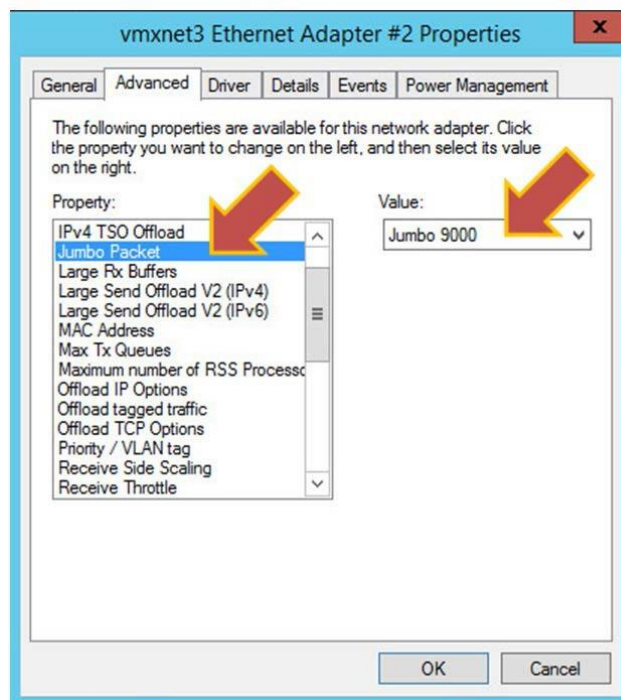 vmxnet3 Ethernet Adapter #2 Properties
x
General Advanced Driver Details Events Power Management
The following properties are available for this network adapter. Click
the property you want to change on the left, and then select its value
on the right.
Property:
Value:
IPv4 TSO Offload
Jumbo Packet
Jumbo 9000
Large Rx Buffers
Large Send Offload V2 (IPv4)
Large Send Offload V2 (IPv6)
MAC Address
Max Tx Queues
Maximum number of RSS Processo
Offload IP Options
Offload tagged traffic
Offload TCP Options
Priority / VLAN tag
Receive Side Scaling
Receive Throttle
OK
Cancel